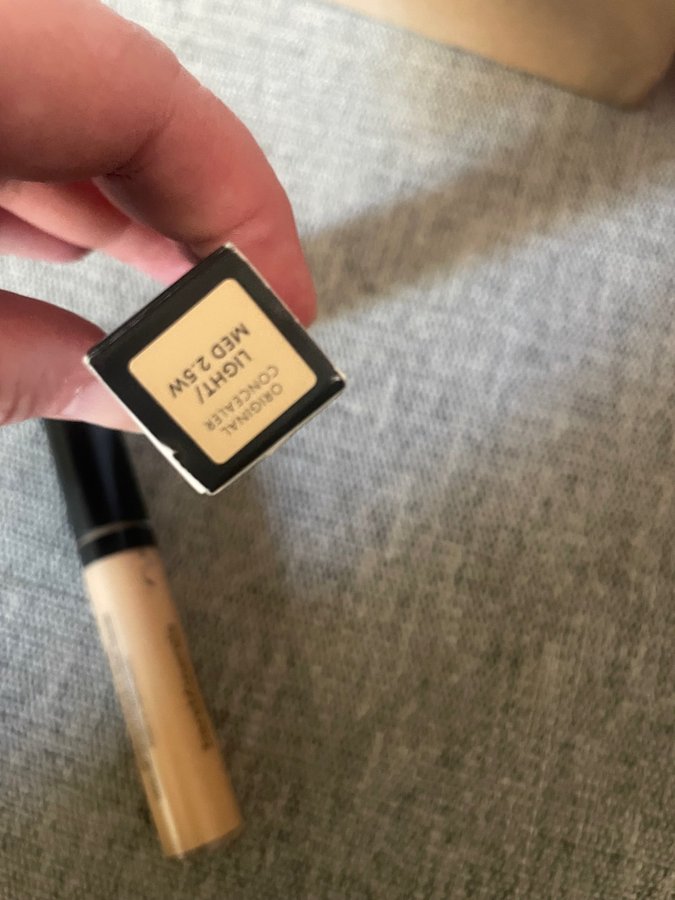 ORIGINAL
CONCEALER
LIGHT/
MED 2.5W